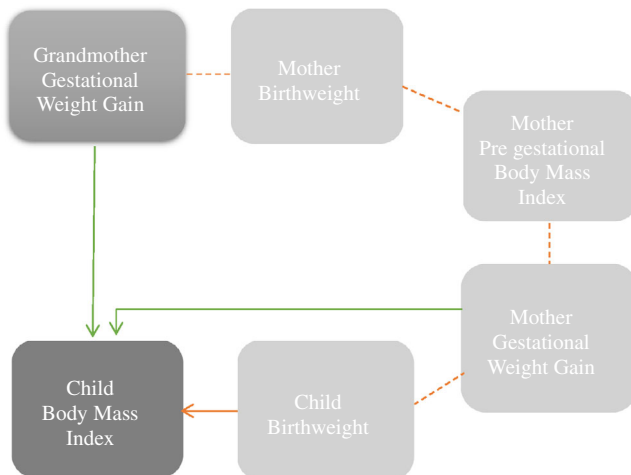 Grandmother
Gestational
Weight Gain
Mother
Birthweight
Mother
Pre gestational
Body Mass
Index
Mother
Gestational
Weight Gain
Child
Birthweight
Child
Body Mass
Index